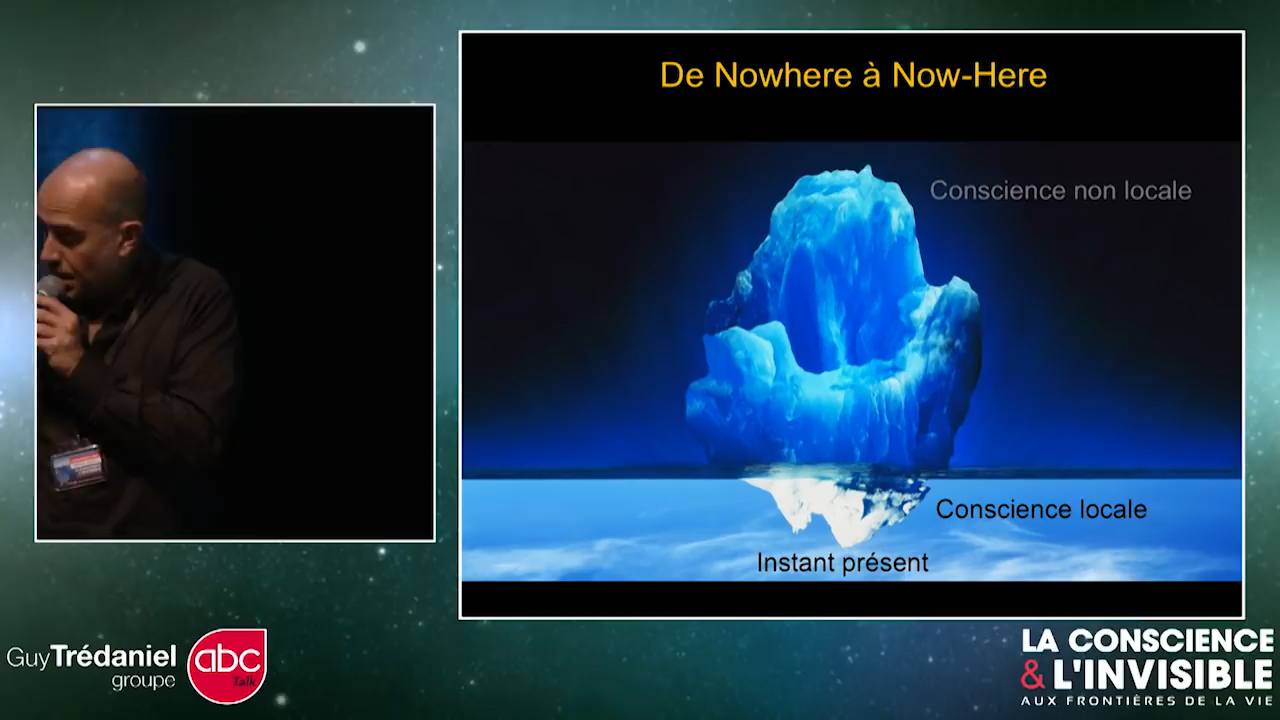 De Nowhere à Now-Here
Conscience non locale
Conscience locale
Instant présent
Guy Trédaniel
groupe
abc
Talk
LA CONSCIENCE
& L'INVISIBLE
AUX FRONTIÈRES DE LA VIE